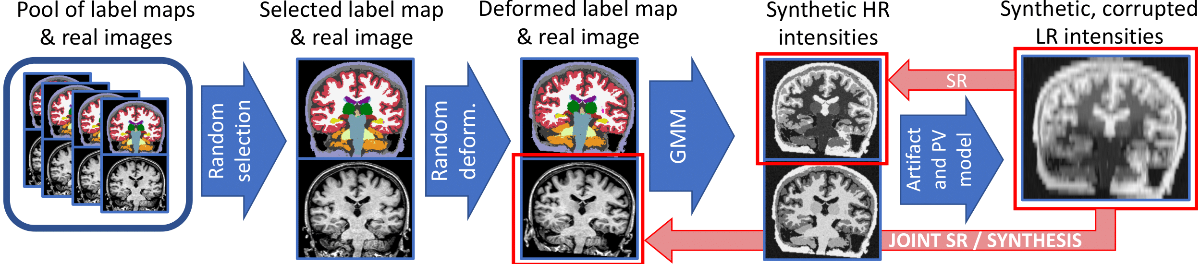 Pool of label maps
& real images
Selected label map
& real image
Deformed label map
& real image
Synthetic HR
intensities
Synthetic, corrupted
LR intensities
Random
selection
Random
deform.
GMM
SR
Artifact
and PV
model
JOINT SR / SYNTHESIS